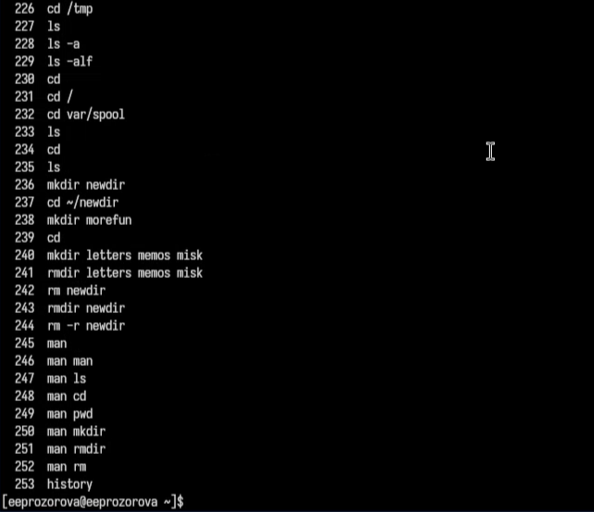 226 cd /tmp
227 ls
228 ls -a
229 ls -alf
230 cd
231 cd /
232 cd var/spool
233 ls
234 cd
235 ls
236 mkdir newdir
237 cd ~/newdir
238 mkdir morefun
239 cd
240 mkdir letters memos misk
241 rmdir letters memos misk
242 rm newdir
243 rmdir newdir
244 rm -r newdir
245 man
246 man man
247 man ls
248 man cd
249 man pwd
250 man mkdir
251 man rmdir
252 man rm
253 history
[eeprozorova@eeprozorova ~]$